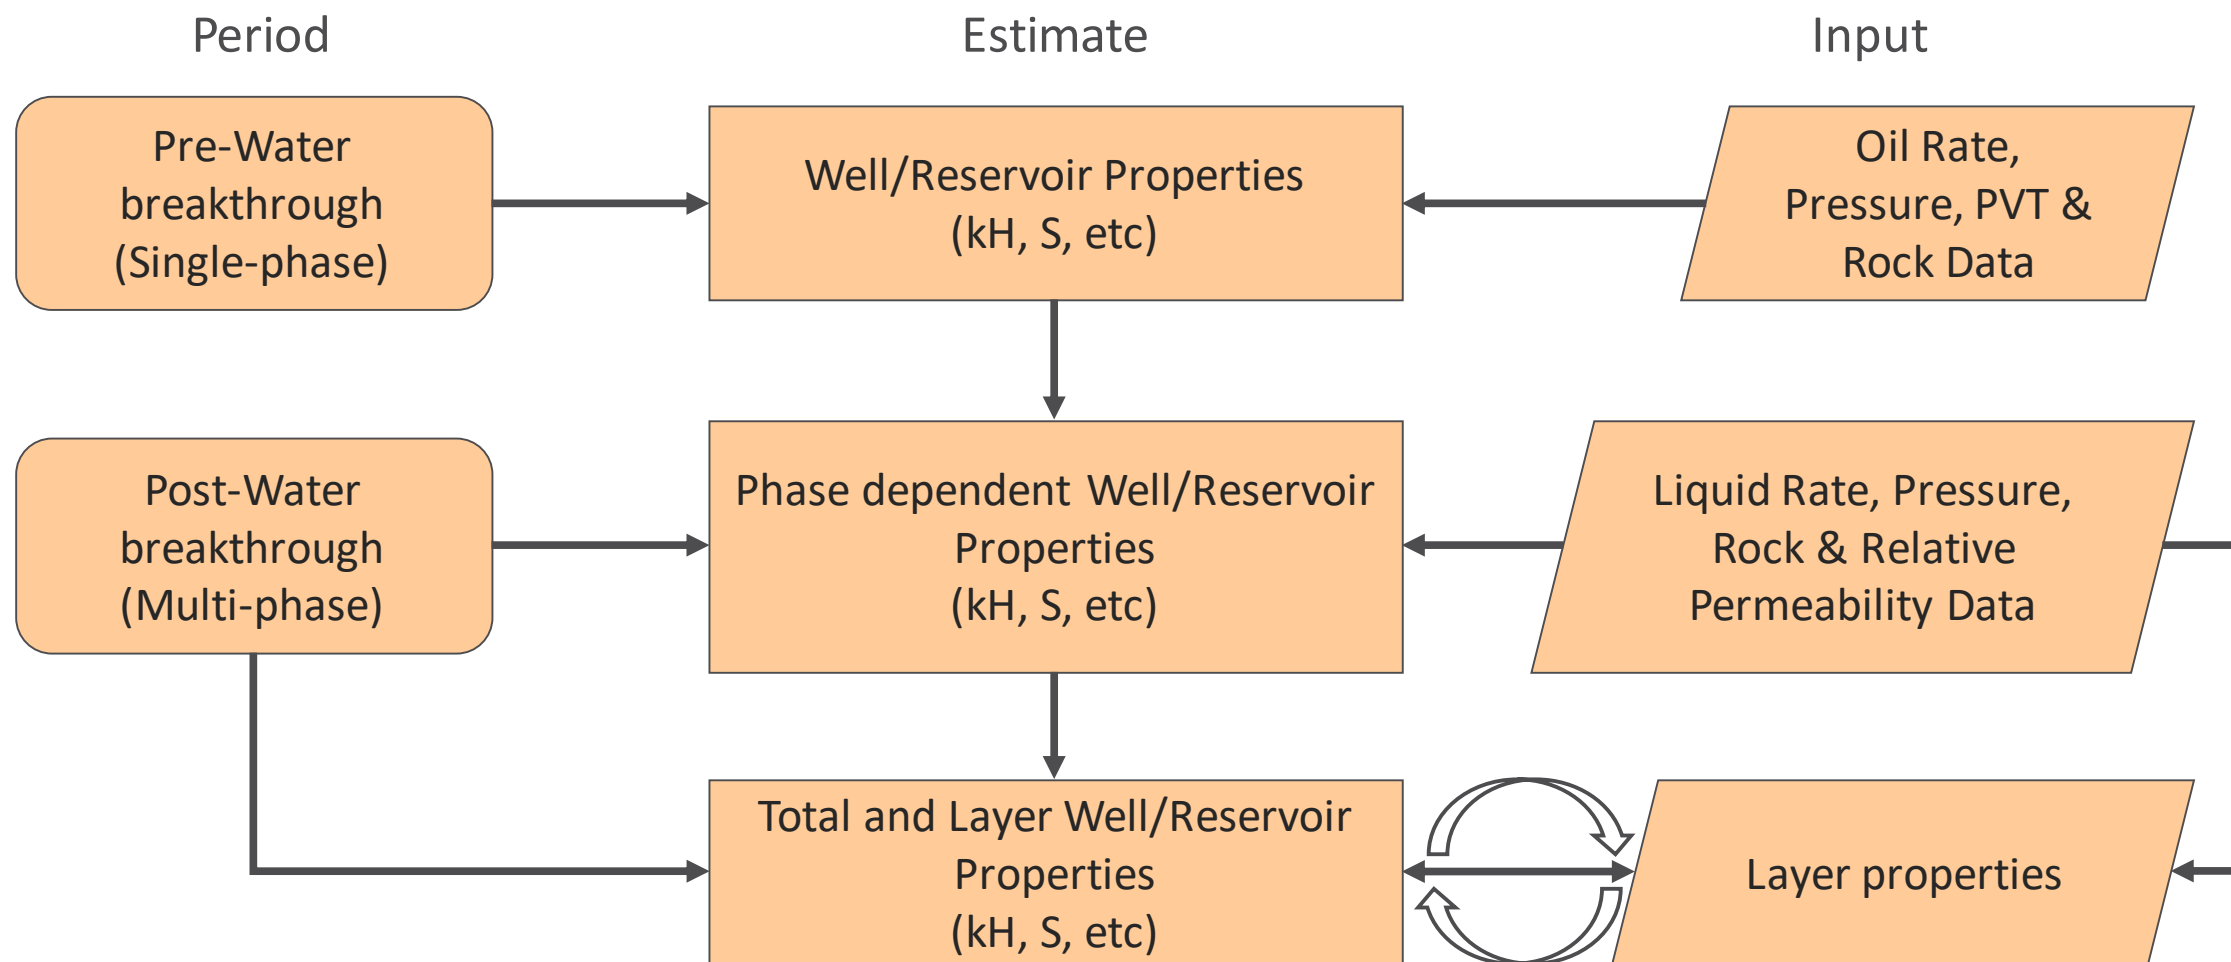 Period
Estimate
Input
Pre-Water
breakthrough
(Single-phase)
Well/Reservoir Properties
(kH, S, etc)
Oil Rate,
Pressure, PVT &
Rock Data
Post-Water
breakthrough
(Multi-phase)
Phase dependent Well/Reservoir
Properties
(kH, S, etc)
Liquid Rate, Pressure,
Rock & Relative
Permeability Data
Total and Layer Well/Reservoir
Properties
(kH, S, etc)
Layer properties